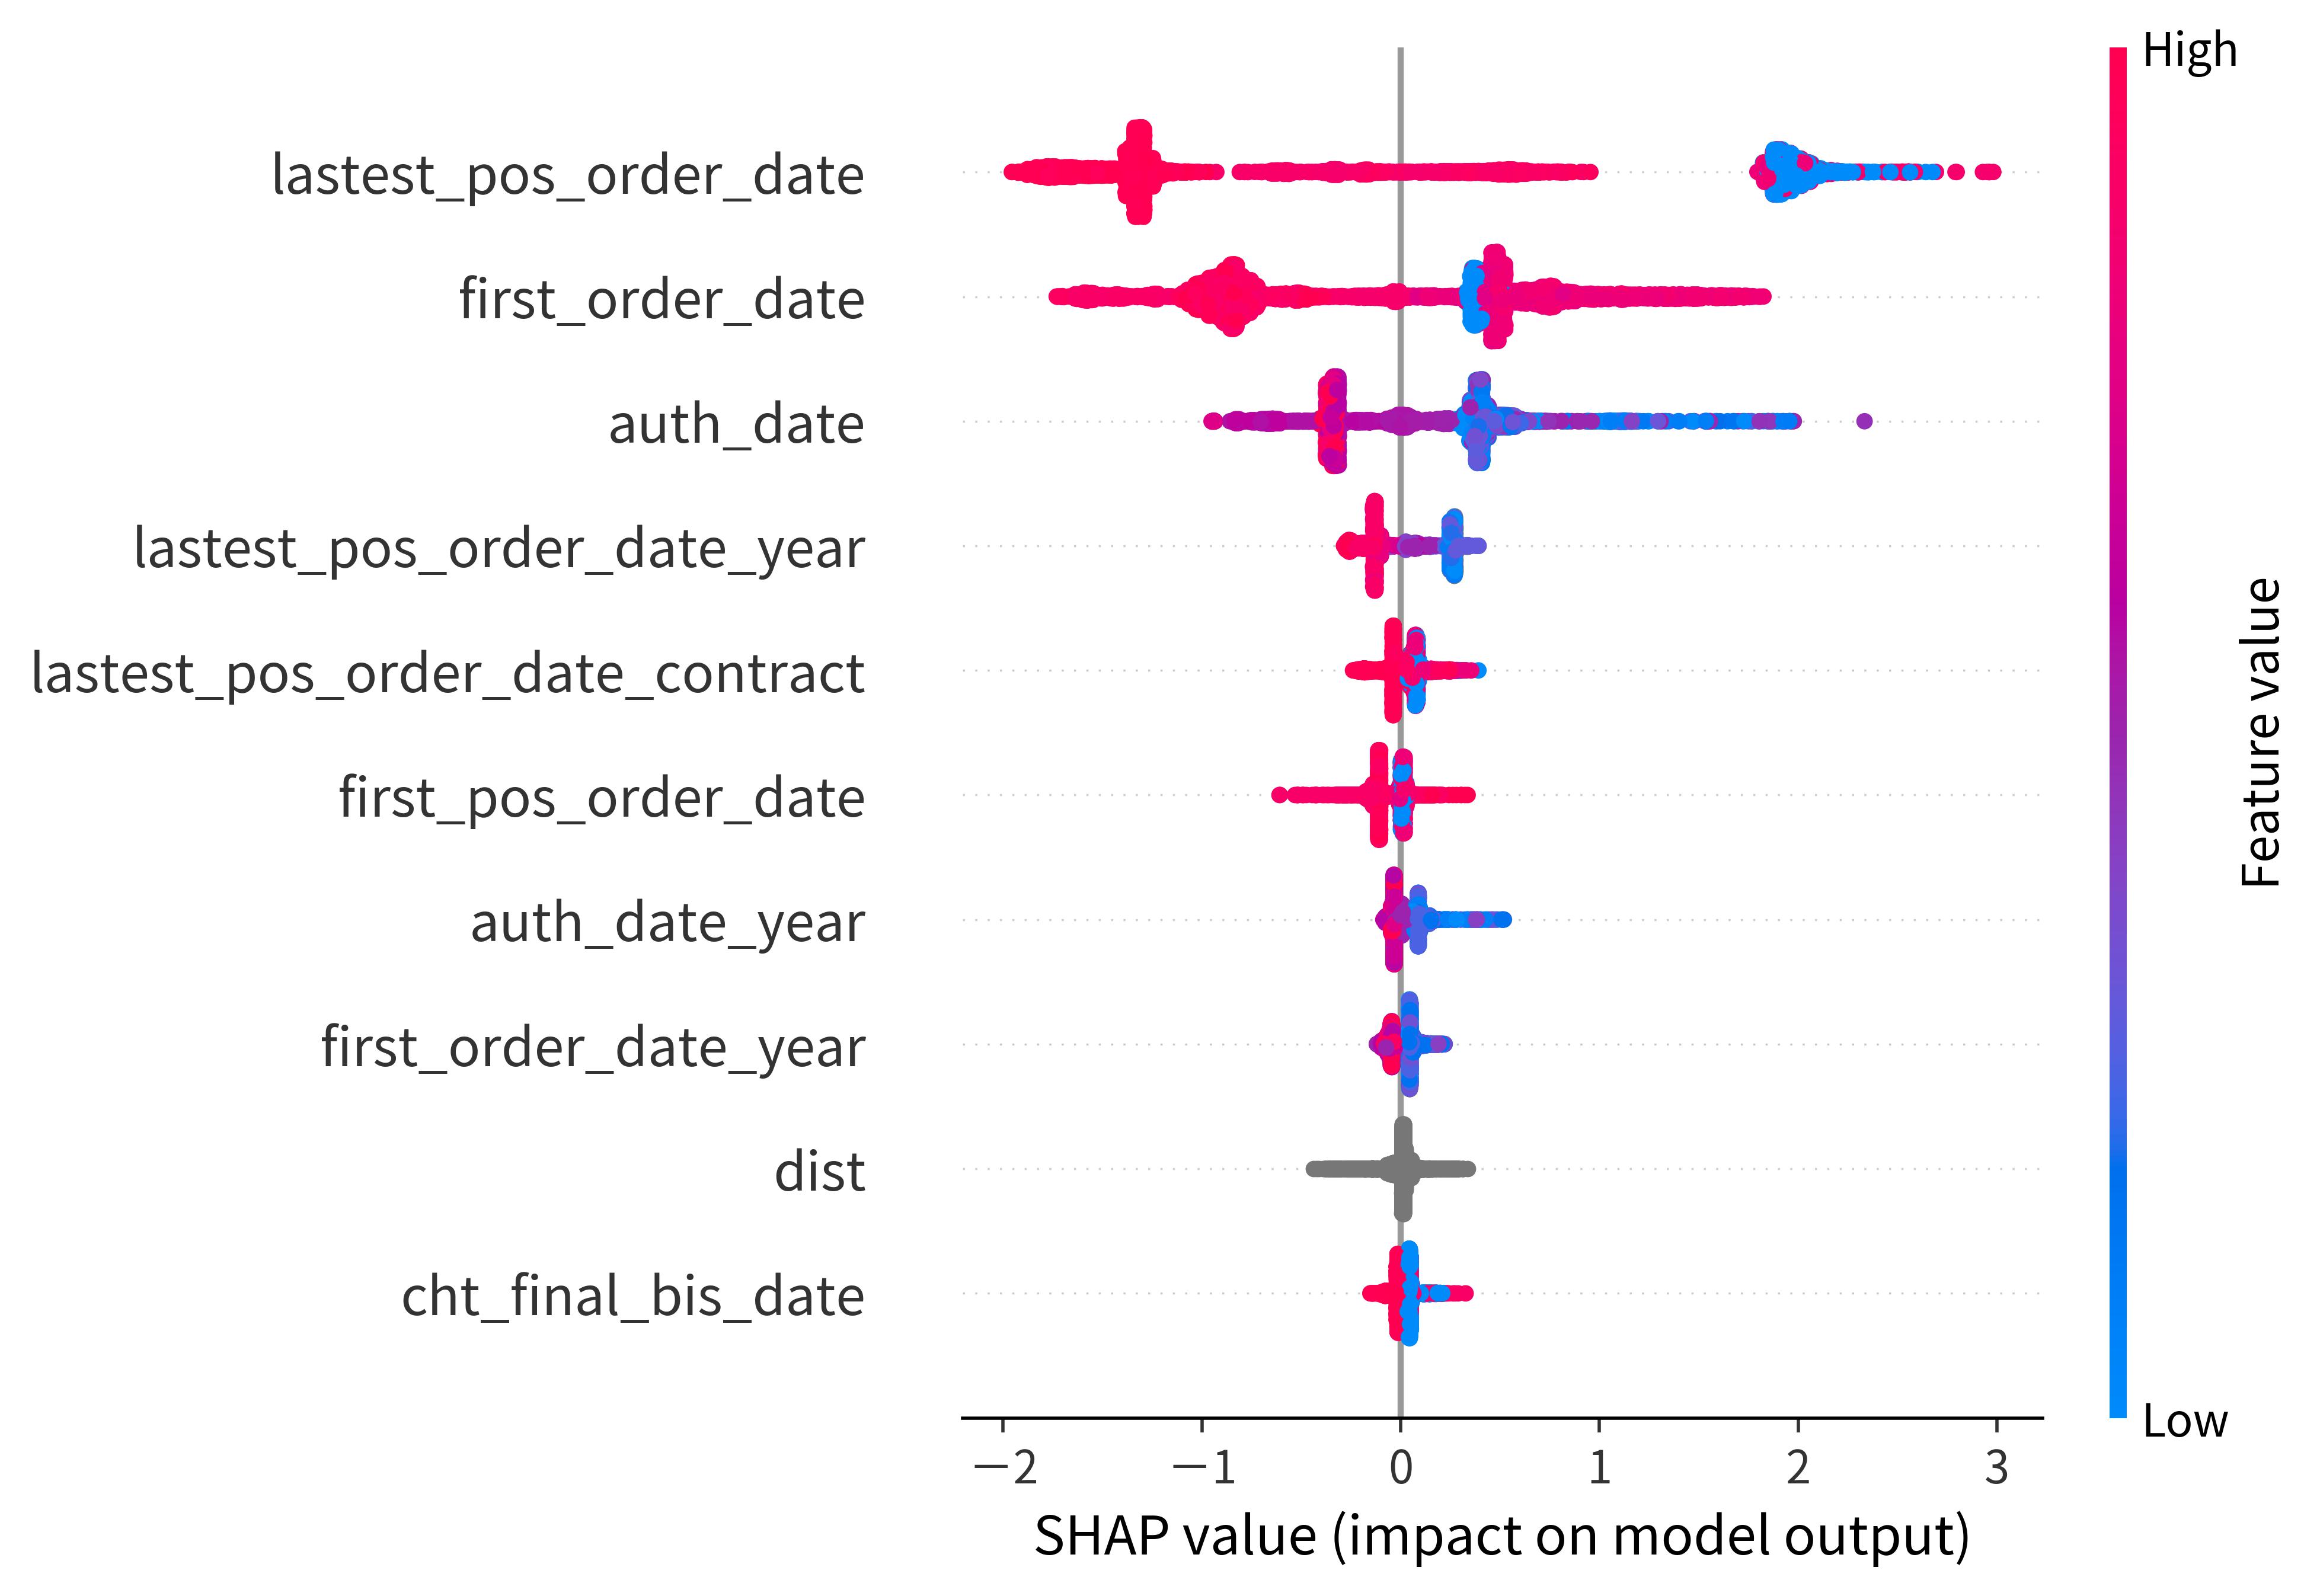 High
lastest_pos_order_date
first_order_date
auth_date
lastest_pos_order_date_year
lastest_pos_order_date_contract
first_pos_order_date
auth_date_year
first_order_date_year
dist
cht_final_bis_date
Feature value
Low
−2 −1 0 1 2 3
SHAP value (impact on model output)